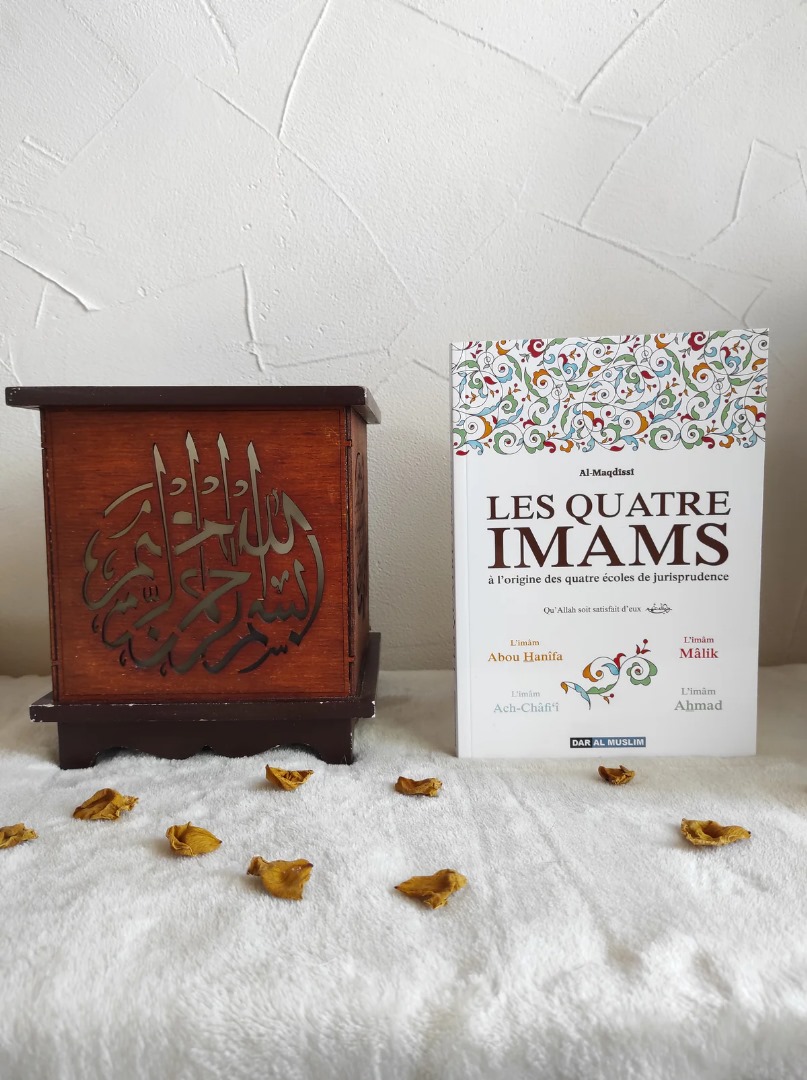 بسم الله الرحمن الرحيم
Al-Maqdîssî
LES QUATRE
IMAMS
à l'origine des quatre écoles de jurisprudence
Qu'Allah soit satisfait d'eux
L'imâm
Abou Hanîfa
L'imâm
Mâlik
L'imâm
Ach-Châfi'î
L'imâm
Ahmad
DAR AL MUSLIM